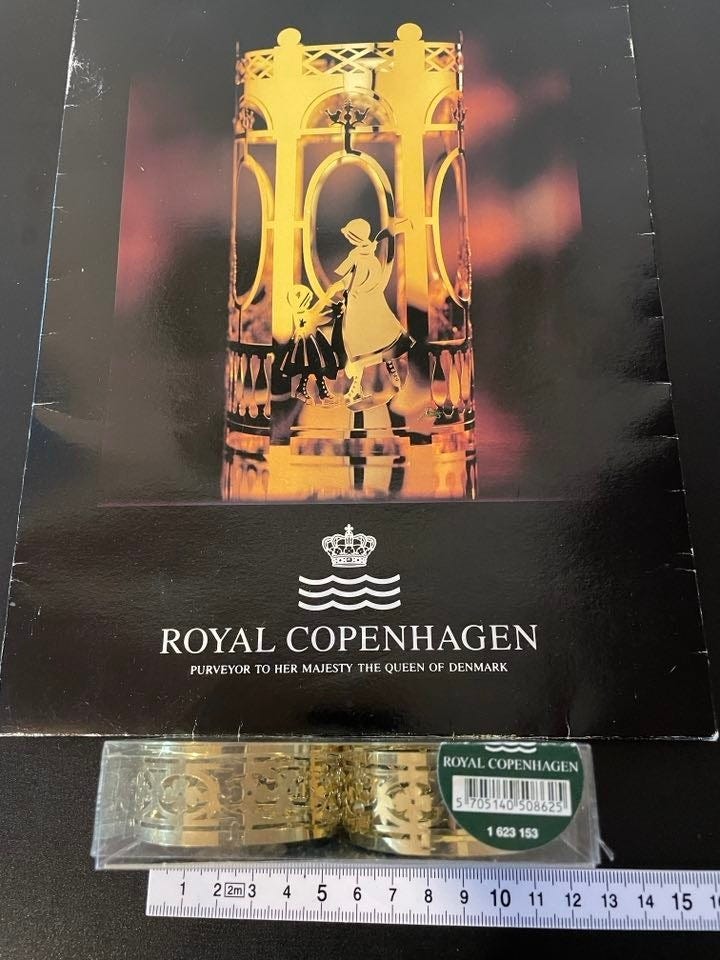 ROYAL COPENHAGEN
PURVEYOR TO HER MAJESTY THE QUEEN OF DENMARK
ROYAL COPENHAGEN
5 705140 508625
1 623 153
1 2 2m 3 4 5 6 7 8 9 10 11 12 13 14 15